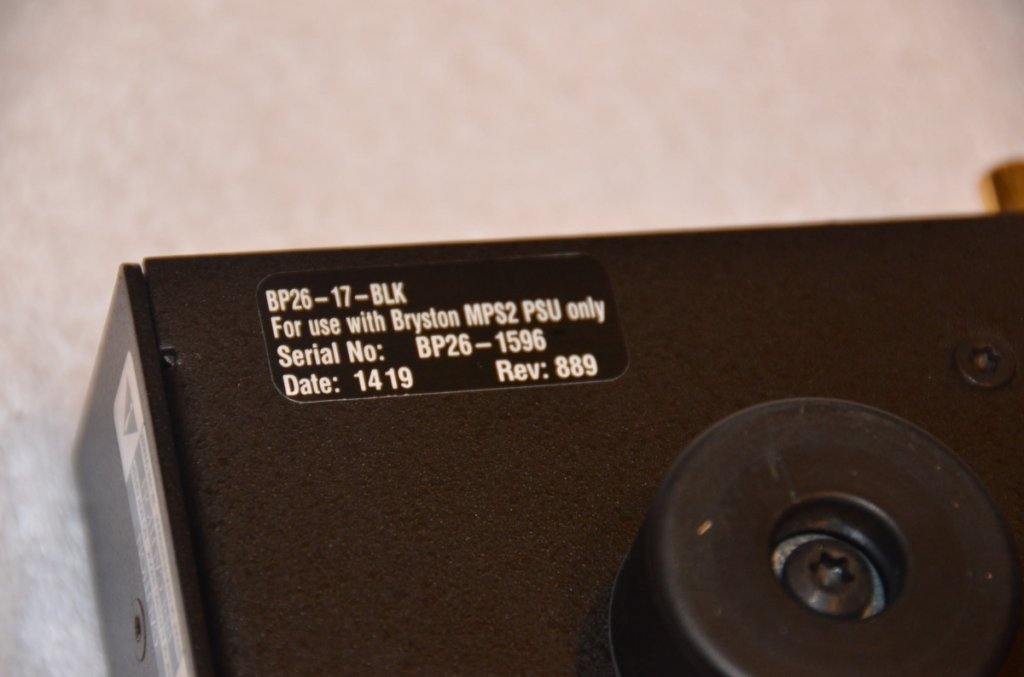 BP26-17-BLK
For use with Bryston MPS2 PSU only
Serial No: BP26-1596
Date: 1419 Rev: 889